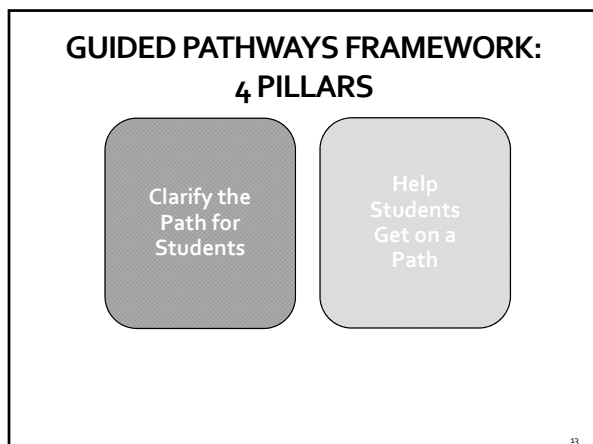 GUIDED PATHWAYS FRAMEWORK:
4 PILLARS
Clarify the
Path for
Students
Help
Students
Get on a
Path
13